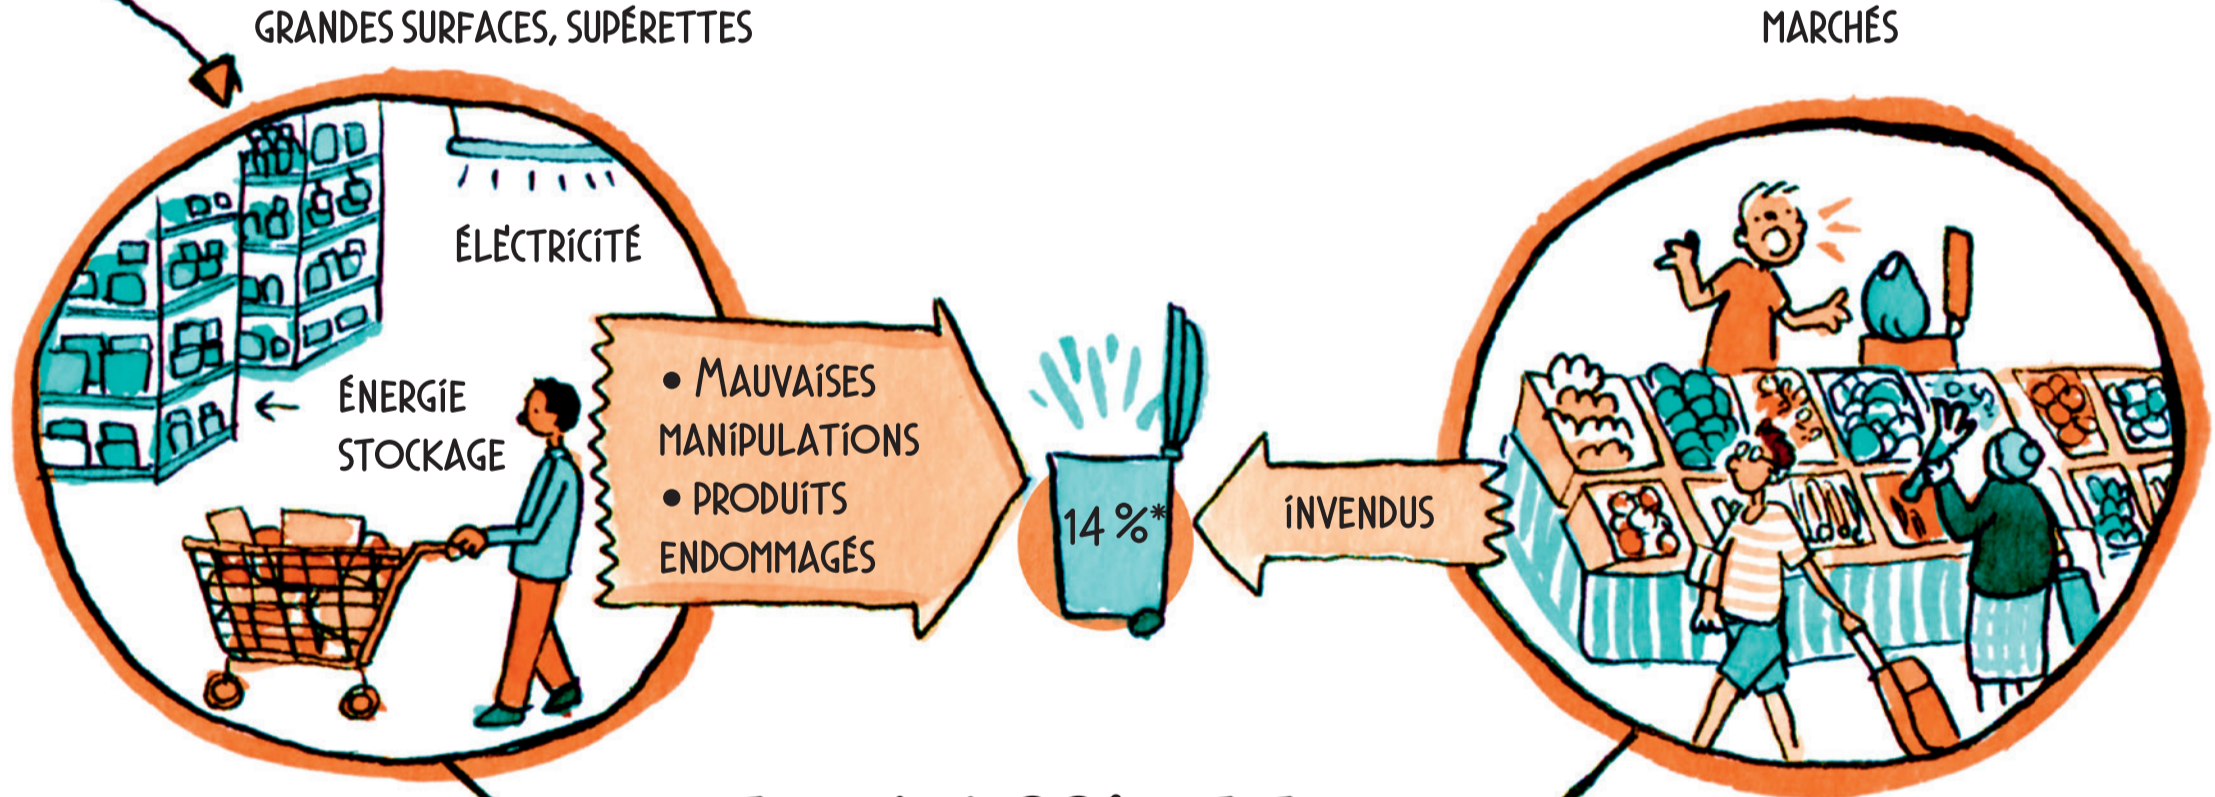 GRANDES SURFACES, SUPÉRETTES
MARCHÉS
ÉLECTRICITÉ
ÉNERGIE
STOCKAGE
• MAUVAISES
MANIPULATIONS
• PRODUITS
ENDOMMAGÉS
14 %*
INVENDUS